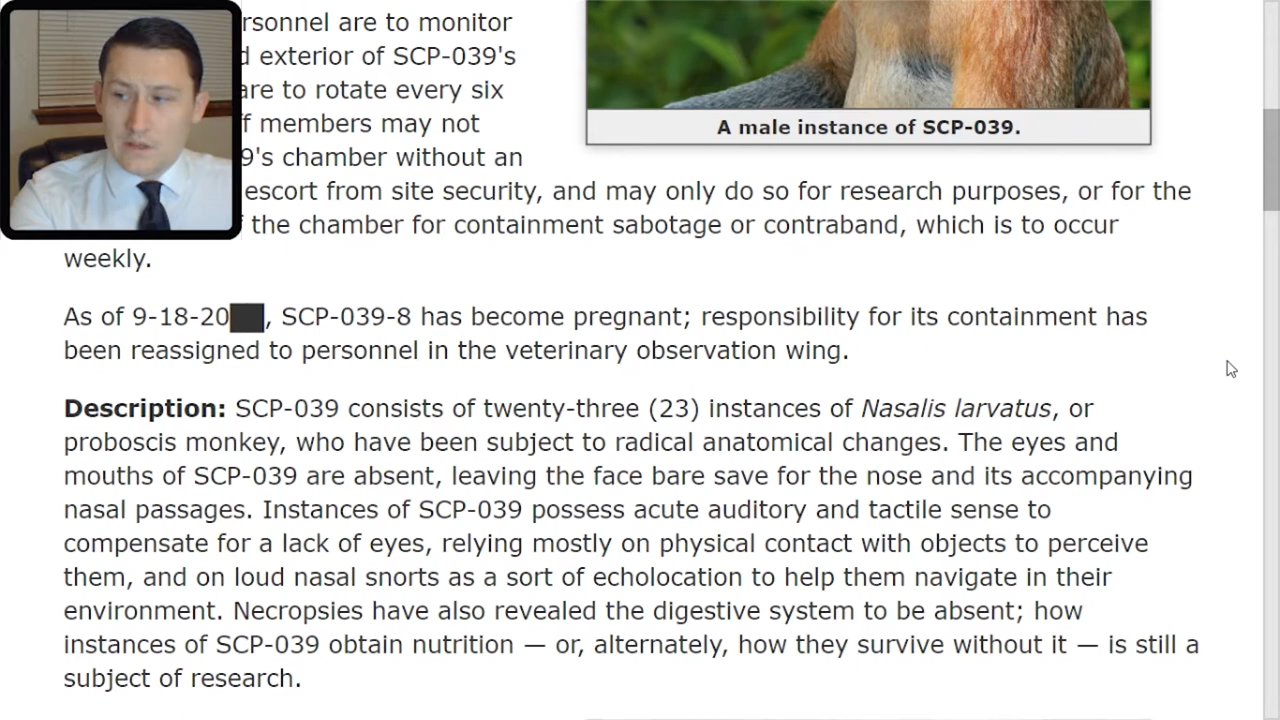 rsonnel are to monitor
d exterior of SCP-039's
are to rotate every six
f members may not
9's chamber without an
A male instance of SCP-039.
escort from site security, and may only do so for research purposes, or for the
the chamber for containment sabotage or contraband, which is to occur
weekly.
As of 9-18-20██, SCP-039-8 has become pregnant; responsibility for its containment has
been reassigned to personnel in the veterinary observation wing.
Description: SCP-039 consists of twenty-three (23) instances of Nasalis larvatus, or
proboscis monkey, who have been subject to radical anatomical changes. The eyes and
mouths of SCP-039 are absent, leaving the face bare save for the nose and its accompanying
nasal passages. Instances of SCP-039 possess acute auditory and tactile sense to
compensate for a lack of eyes, relying mostly on physical contact with objects to perceive
them, and on loud nasal snorts as a sort of echolocation to help them navigate in their
environment. Necropsies have also revealed the digestive system to be absent; how
instances of SCP-039 obtain nutrition — or, alternately, how they survive without it — is still a
subject of research.